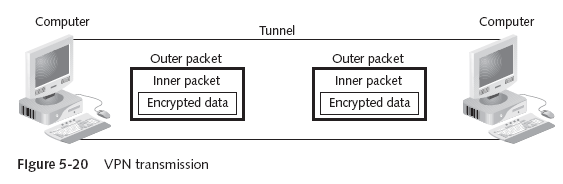 Computer
Tunnel
Computer
Outer packet
Inner packet
Encrypted data
Outer packet
Inner packet
Encrypted data
Figure 5-20 VPN transmission